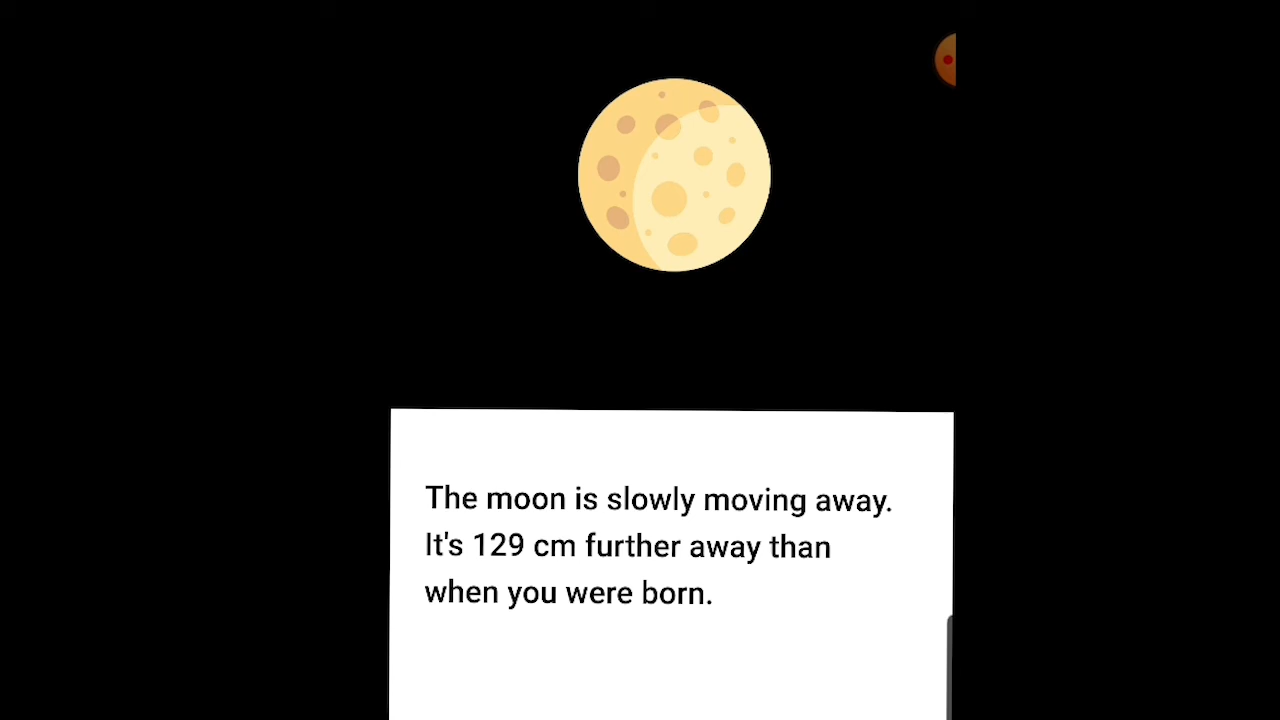 The moon is slowly moving away.
It's 129 cm further away than
when you were born.